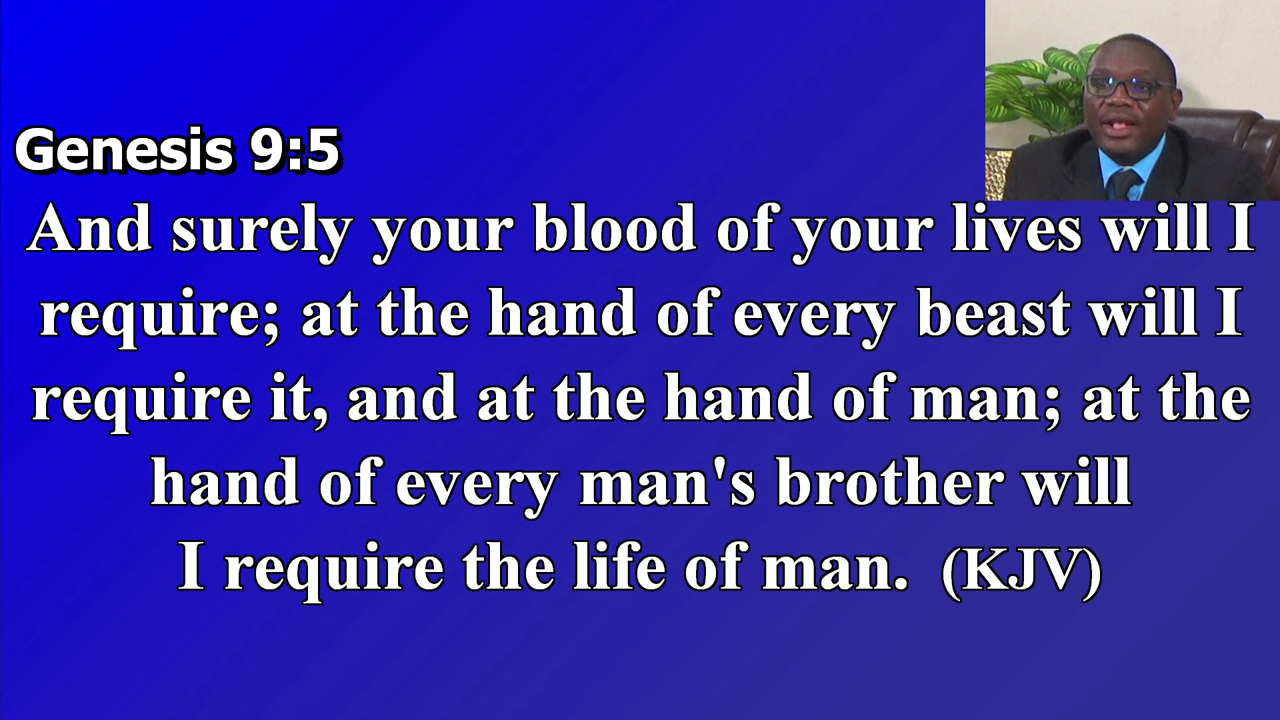 Genesis 9:5
And surely your blood of your lives will I
require; at the hand of every beast will I
require it, and at the hand of man; at the
hand of every man's brother will
I require the life of man. (KJV)